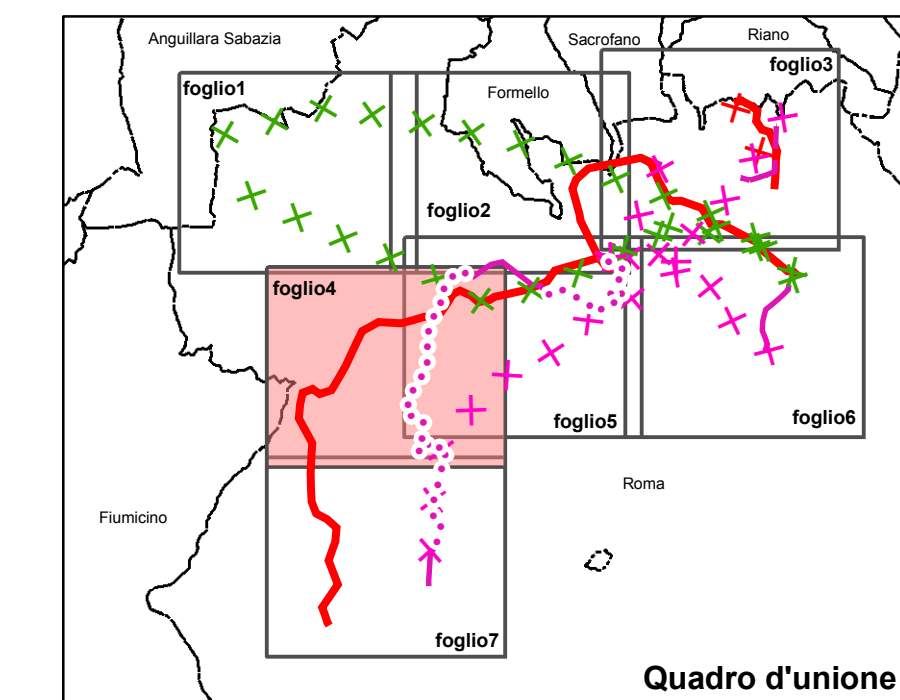 Anguillara Sabazia
Sacrofano
Riano
foglio3
foglio1
Formello
foglio2
foglio4
foglio5
foglio6
Roma
Fiumicino
foglio7
Quadro d'unione